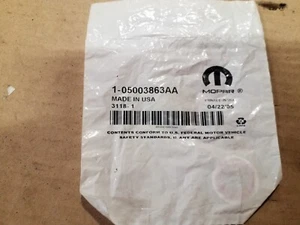 1-05003863AA
MADE IN USA
3118-1
MOPAR ®
04/22/05
CONTENTS CONFORM TO U.S. FEDERAL MOTOR VEHICLE
SAFETY STANDARDS, IF ANY ARE APPLICABLE